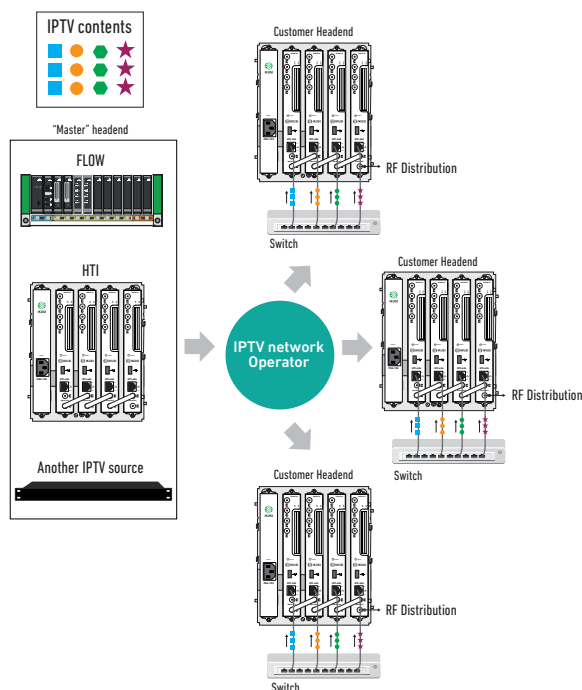 IPTV contents
"Master" headend
FLOW
HTI
Another IPTV source
IPTV network
Operator
Customer Headend
RF Distribution
Switch
Customer Headend
RF Distribution
Switch
Customer Headend
RF Distribution
Switch